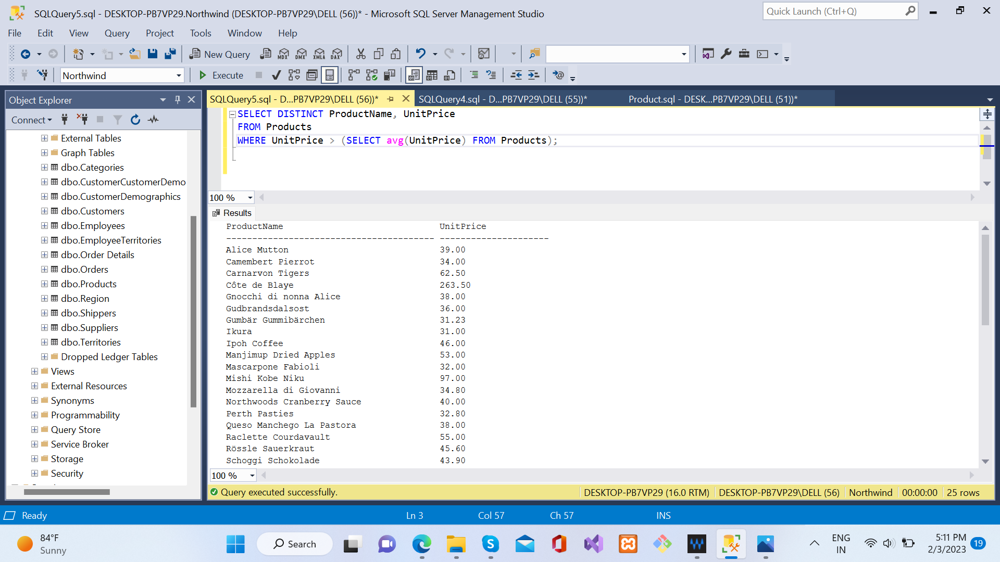 SQLQuery5.sql - DESKTOP-PB7VP29.Northwind (DESKTOP-PB7VP29\DELL (56))* - Microsoft SQL Server Management Studio
Quick Launch (Ctrl+Q)
File Edit View Query Project Tools Window Help
New Query MDX DMX XMLA DAX
Northwind Execute
Object Explorer
Connect
External Tables
Graph Tables
dbo.Categories
dbo.CustomerCustomerDemo
dbo.CustomerDemographics
dbo.Customers
dbo.Employees
dbo.EmployeeTerritories
dbo.Order Details
dbo.Orders
dbo.Products
dbo.Region
dbo.Shippers
dbo.Suppliers
dbo.Territories
Dropped Ledger Tables
Views
External Resources
Synonyms
Programmability
Query Store
Service Broker
Storage
Security
SQLQuery5.sql - D...PB7VP29\DELL (56))* SQLQuery4.sql - D...PB7VP29\DELL (55))* Product.sql - DESK...PB7VP29\DELL (51))*
SELECT DISTINCT ProductName, UnitPrice
FROM Products
WHERE UnitPrice > (SELECT avg(UnitPrice) FROM Products);
100 %
Results
ProductName UnitPrice
---------------------------------------- ---------------------
Alice Mutton 39.00
Camembert Pierrot 34.00
Carnarvon Tigers 62.50
Côte de Blaye 263.50
Gnocchi di nonna Alice 38.00
Gudbrandsdalsost 36.00
Gumbär Gummibärchen 31.23
Ikura 31.00
Ipoh Coffee 46.00
Manjimup Dried Apples 53.00
Mascarpone Fabioli 32.00
Mishi Kobe Niku 97.00
Mozzarella di Giovanni 34.80
Northwoods Cranberry Sauce 40.00
Perth Pasties 32.80
Queso Manchego La Pastora 38.00
Raclette Courdavault 55.00
Rössle Sauerkraut 45.60
Schoggi Schokolade 43.90
100 %
Query executed successfully. DESKTOP-PB7VP29 (16.0 RTM) DESKTOP-PB7VP29\DELL (56) Northwind 00:00:00 25 rows
Ready Ln 3 Col 57 Ch 57 INS
84°F
Sunny
Search
ENG
IN
5:11 PM
2/3/2023
19